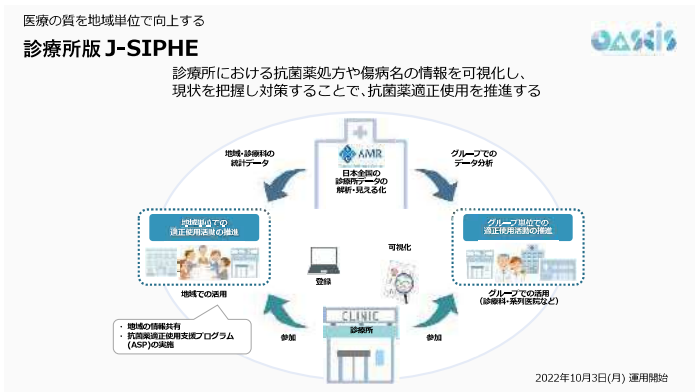 医療の質を地域単位で向上する
診療所版 J-SIPHE
OASCIS
診療所における抗菌薬処方や傷病名の情報を可視化し、
現状を把握し対策することで、抗菌薬適正使用を推進する
地域・診療科の
統計データ
AMR
日本全国の
診療所データの
解析・見える化
グループでの
データ分析
地域単位での
適正使用活動の推進
グループ単位での
適正使用活動の推進
可視化
登録
地域での活用
グループでの活用
(診療科・系列医院など)
・ 地域の情報共有
・ 抗菌薬適正使用支援プログラム
(ASP)の実施
参加
CLINIC
診療所
参加
2022年10月3日(月) 運用開始